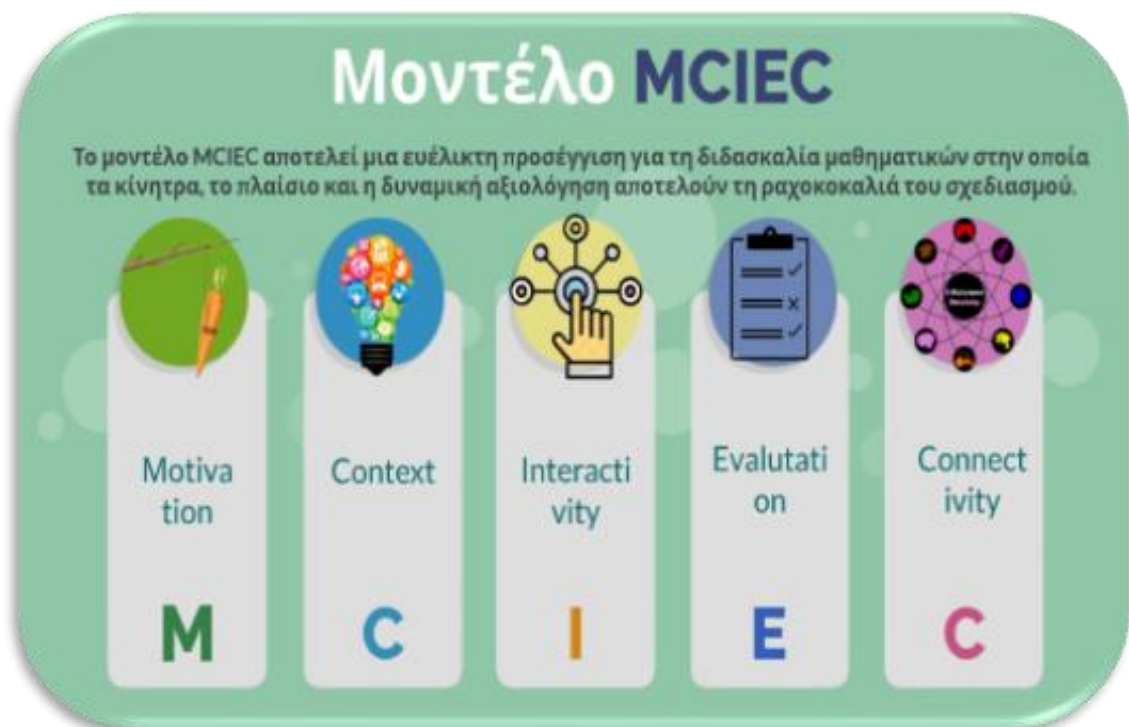 Μοντέλο MCIEC
Το μοντέλο MCIEC αποτελεί μια ευέλικτη προσέγγιση για τη διδασκαλία μαθηματικών στην οποία
τα κίνητρα, το πλαίσιο και η δυναμική αξιολόγηση αποτελούν τη ραχοκοκαλιά του σχεδιασμού.
Motiva
tion
M
Context
C
Interacti
vity
I
Evalutati
on
E
Connect
ivity
C